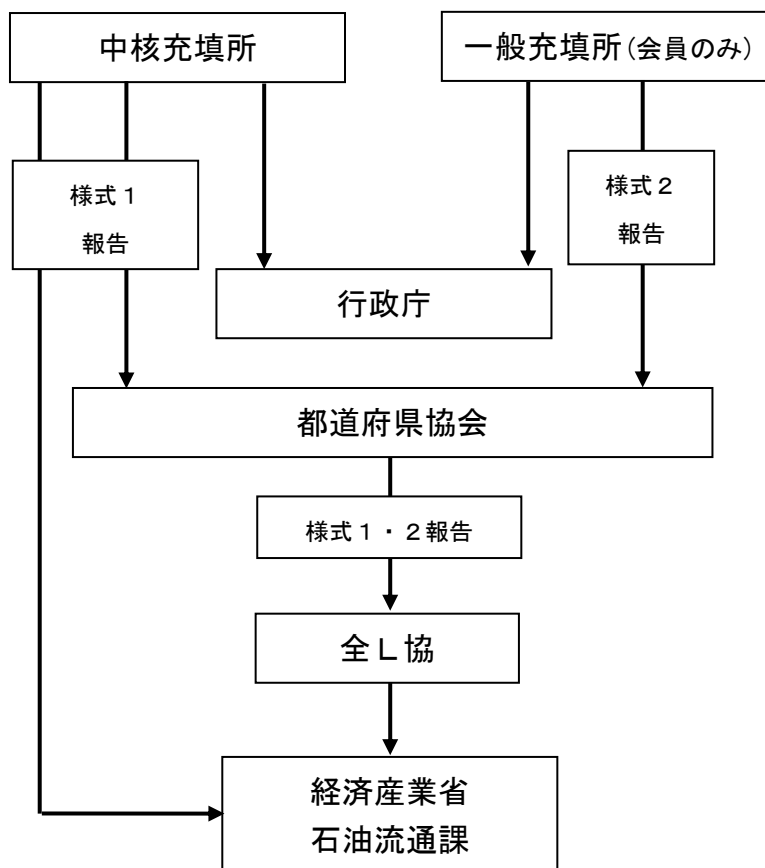 中核充填所
一般充填所（会員のみ）
様式１
報告
様式２
報告
行政庁
都道府県協会
様式１・２報告
全Ｌ協
経済産業省
石油流通課